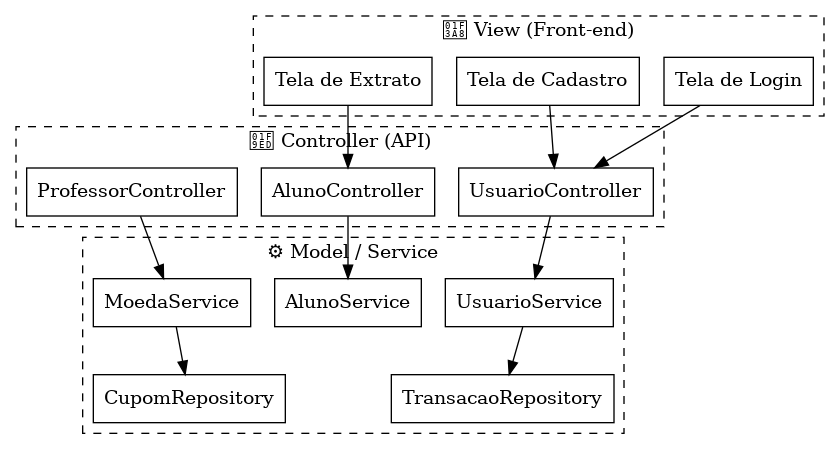 View (Front-end)
Tela de Extrato
Tela de Cadastro
Tela de Login
Controller (API)
ProfessorController
AlunoController
UsuarioController
⚙ Model / Service
MoedaService
AlunoService
UsuarioService
CupomRepository
TransacaoRepository